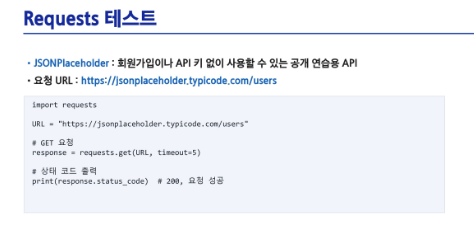 Requests 테스트
• JSONPlaceholder : 회원가입이나 API 키 없이 사용할 수 있는 공개 연습용 API
• 요청 URL : https://jsonplaceholder.typicode.com/users
import requests
URL = "https://jsonplaceholder.typicode.com/users"
# GET 요청
response = requests.get(URL, timeout=5)
# 상태 코드 출력
print(response.status_code)  # 200, 요청 성공